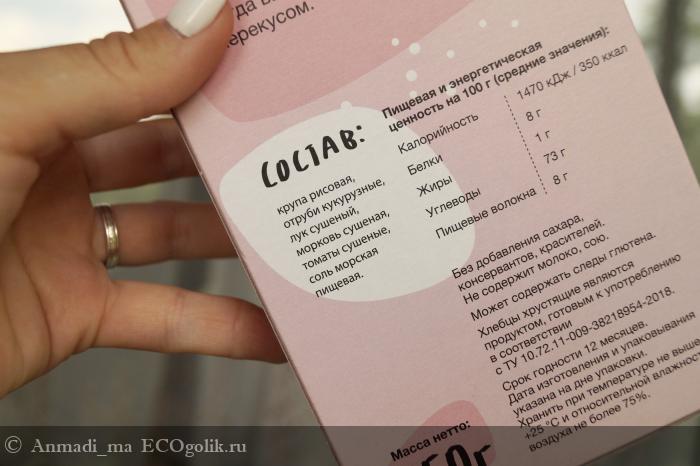 перекусом.
СОСТАВ:
крупа рисовая,
отруби кукурузные,
лук сушеный,
морковь сушеная,
томаты сушеные,
соль морская
пищевая.
Пищевая и энергетическая
ценность на 100 г (средние значения):
Калорийность 1470 кДж / 350 ккал
Белки 8 г
Жиры 1 г
Углеводы 73 г
Пищевые волокна 8 г
Без добавления сахара,
консервантов, красителей.
Не содержит молоко, сою.
Может содержать следы глютена.
Хлебцы хрустящие являются
продуктом, готовым к употреблению
в соответствии
с ТУ 10.72.11-009-38218954-2018.
Срок годности 12 месяцев.
Дата изготовления и упаковывания
указана на дне упаковки.
Хранить при температуре не выше
+25 °С и относительной влажности
воздуха не более 75%.
Масса нетто:
© Anmadi_ma ECOgolik.ru